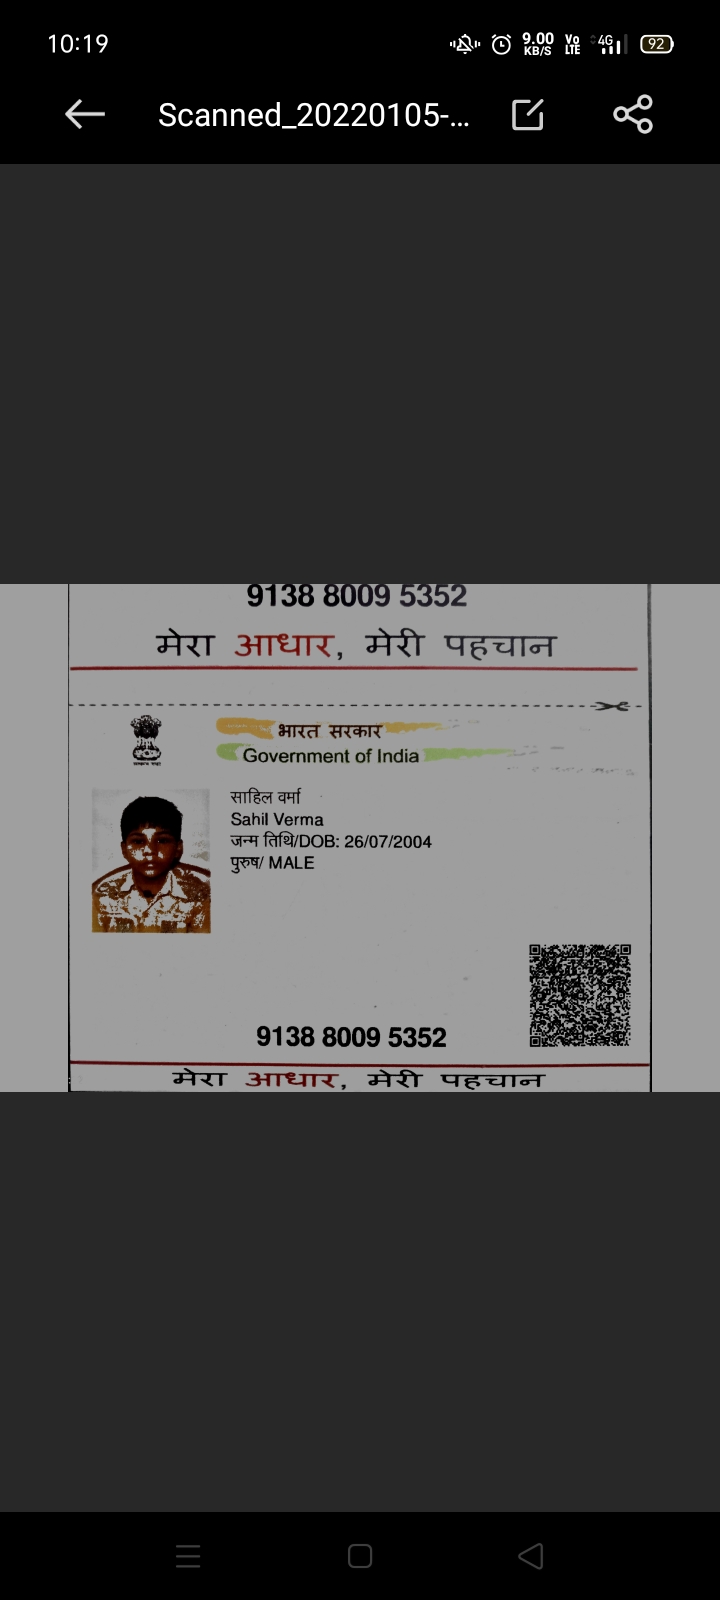 10:19
9.00 KB/S Vo LTE 4G 92
Scanned_20220105-...
9138 8009 5352
मेरा आधार, मेरी पहचान
भारत सरकार
Government of India
साहिल वर्मा
Sahil Verma
जन्म तिथि/DOB: 26/07/2004
पुरुष/ MALE
9138 8009 5352
मेरा आधार, मेरी पहचान